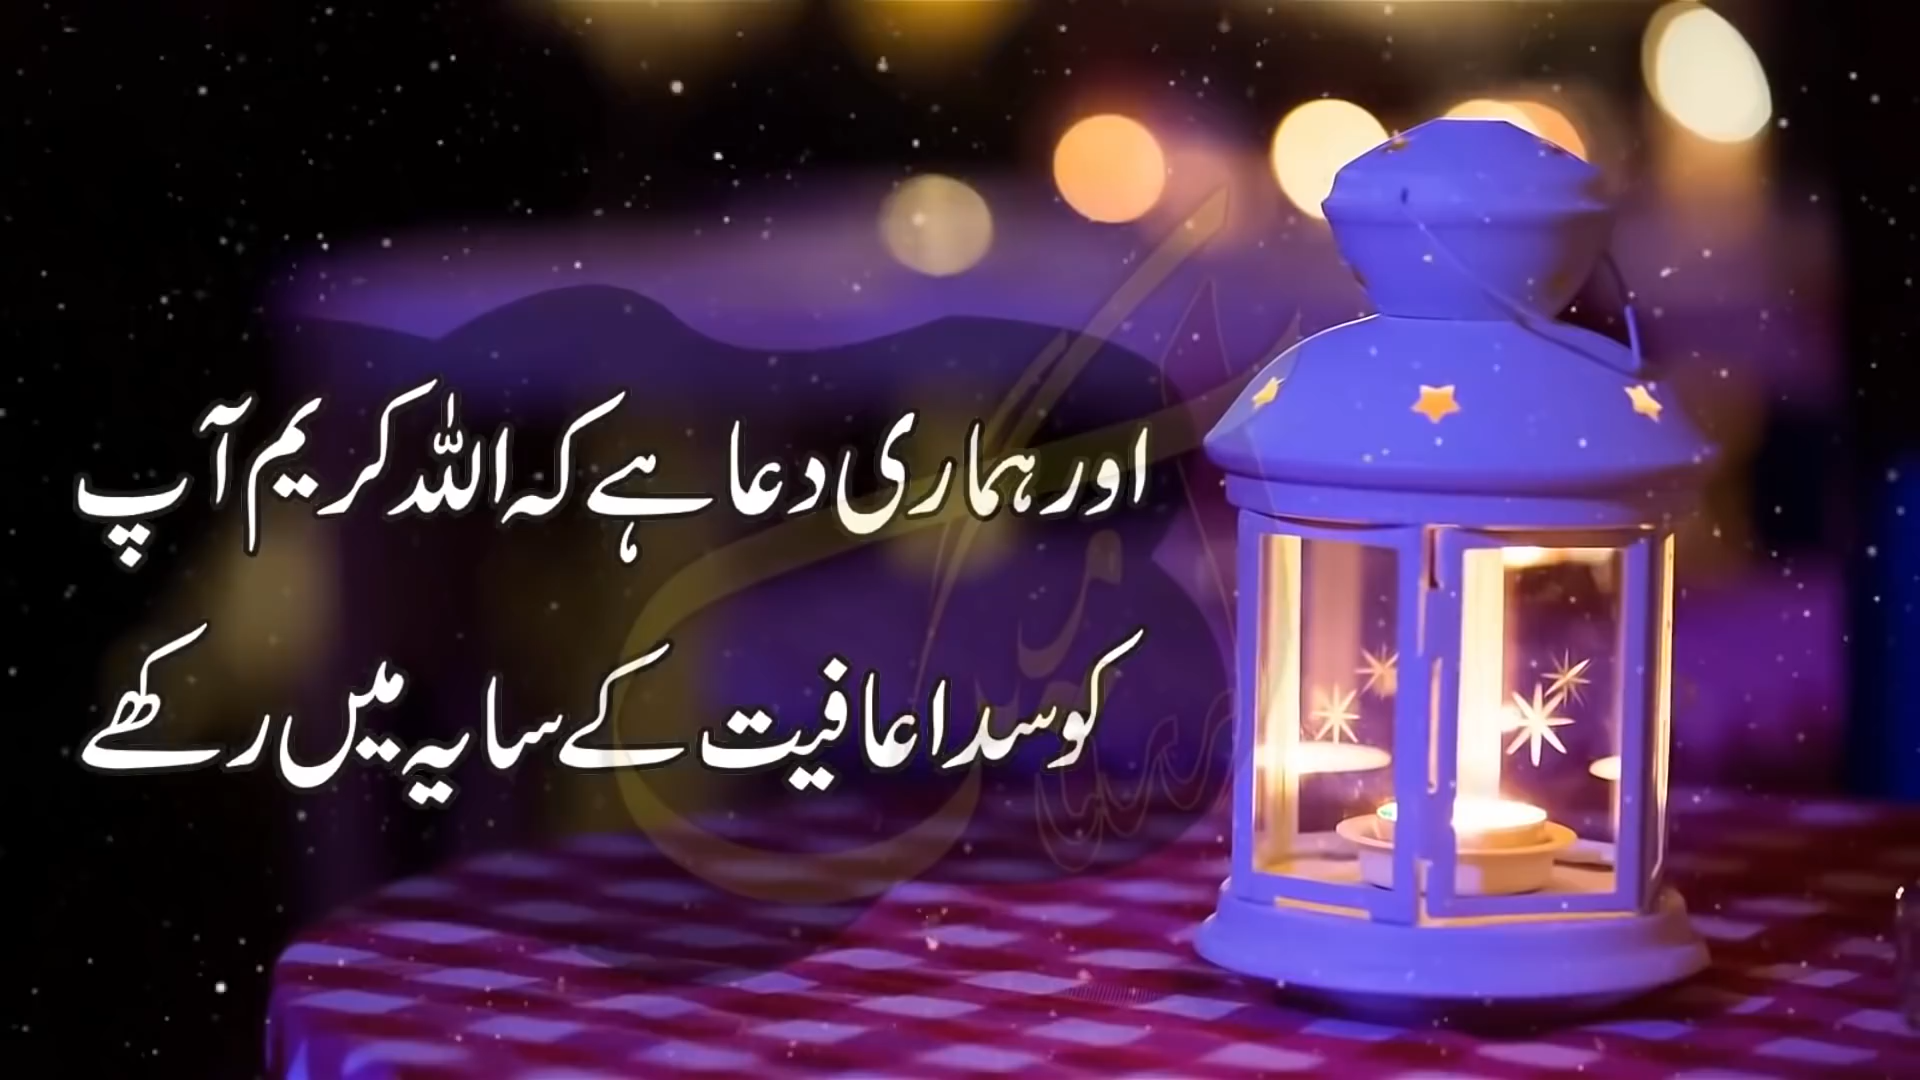 اور ہماری دعا ہے کہ اللہ کریم آپ
کو سدا عافیت کے سایہ میں رکھے